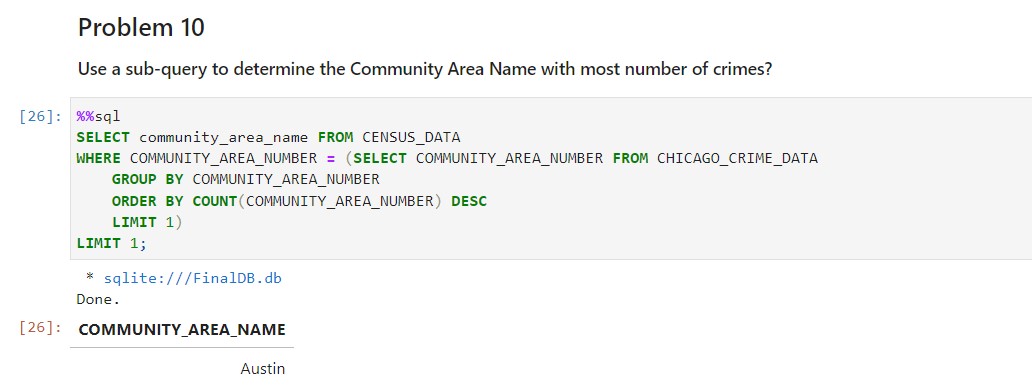 Problem 10
Use a sub-query to determine the Community Area Name with most number of crimes?
[26]: %%sql
SELECT community_area_name FROM CENSUS_DATA
WHERE COMMUNITY_AREA_NUMBER = (SELECT COMMUNITY_AREA_NUMBER FROM CHICAGO_CRIME_DATA
    GROUP BY COMMUNITY_AREA_NUMBER
    ORDER BY COUNT(COMMUNITY_AREA_NUMBER) DESC
    LIMIT 1)
LIMIT 1;
* sqlite:///FinalDB.db
Done.
[26]: COMMUNITY_AREA_NAME
Austin